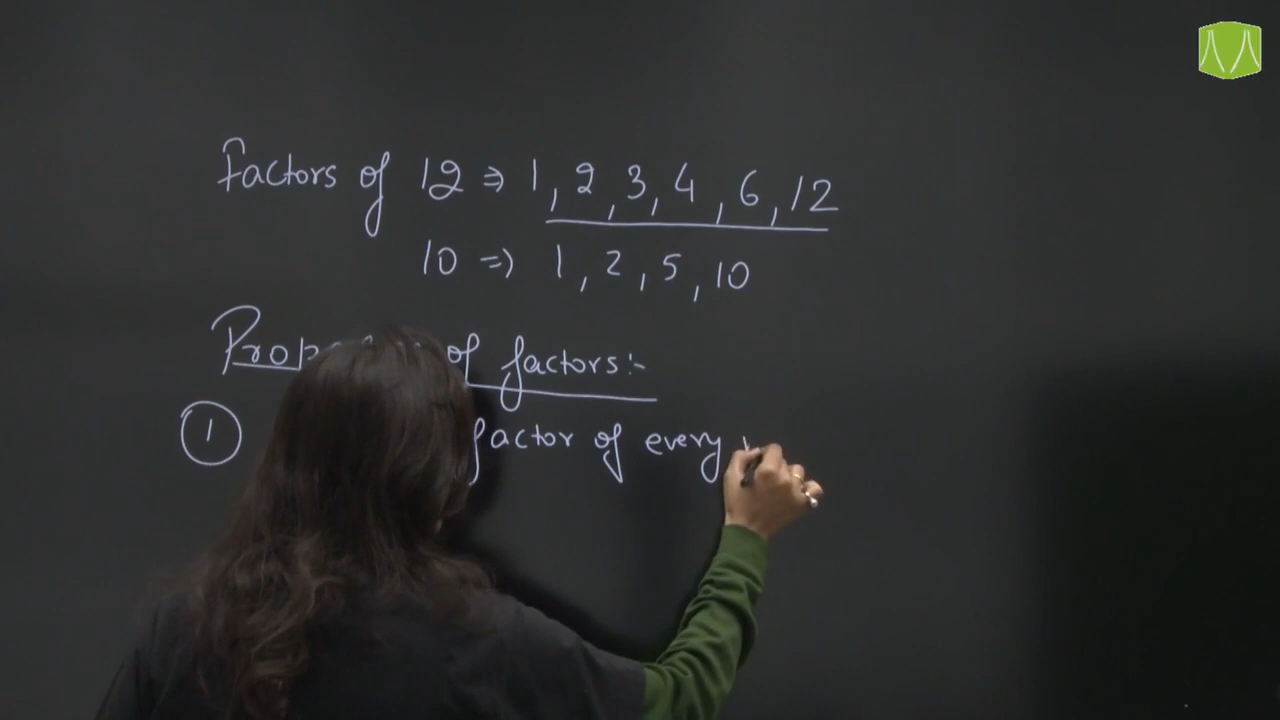 Factors of 12 ⇒ 1, 2, 3, 4, 6, 12
10 ⇒ 1, 2, 5, 10
of factors:-
① factor of every